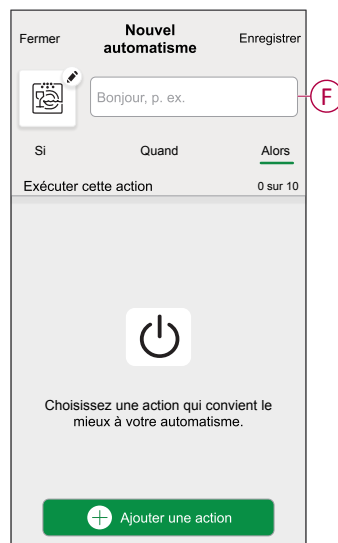 Fermer
Nouvel
automatisme
Enregistrer
Bonjour, p. ex.
F
Si
Quand
Alors
Exécuter cette action
0 sur 10
Choisissez une action qui convient le
mieux à votre automatisme.
Ajouter une action